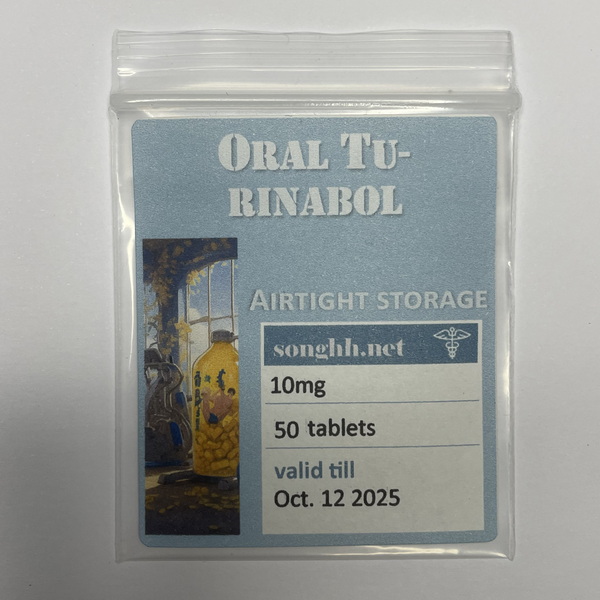 ORAL TU-
RINABOL
AIRTIGHT STORAGE
songhh.net
10mg
50 tablets
valid till
Oct. 12 2025